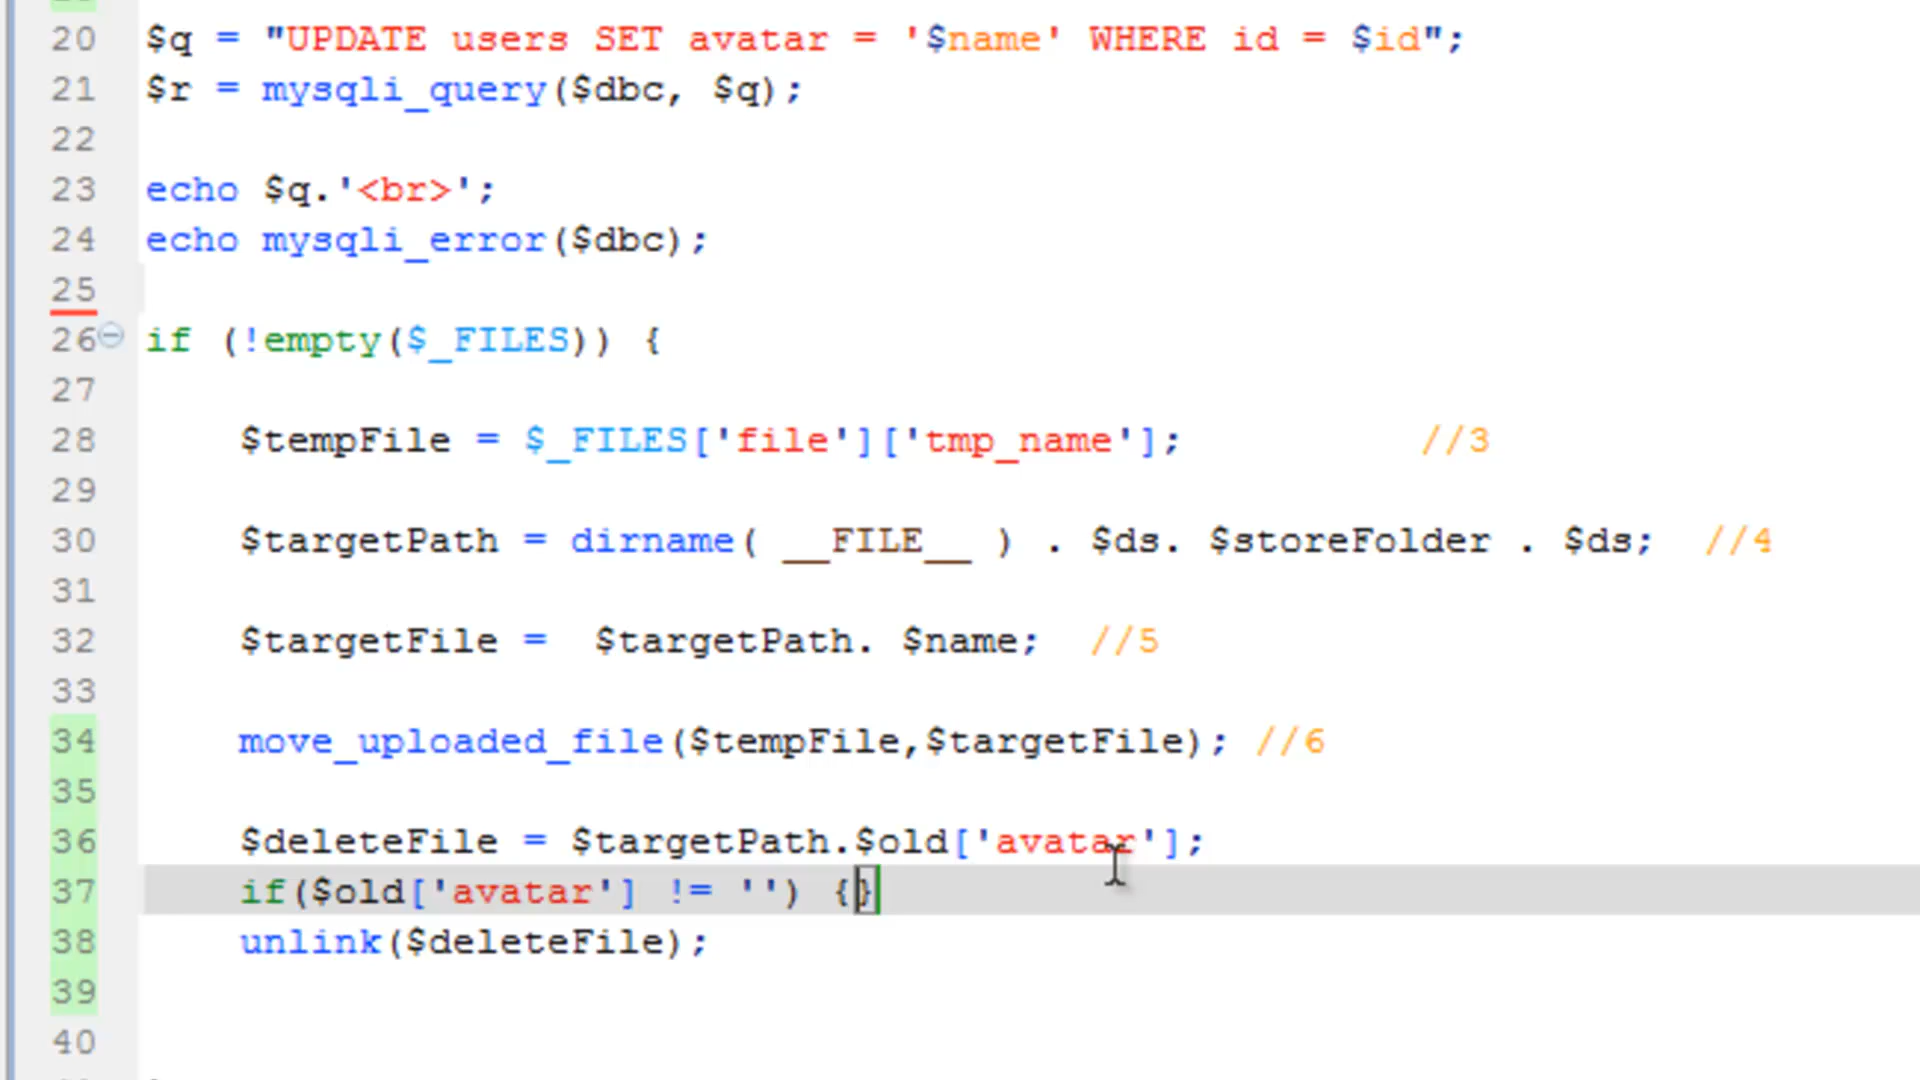 20 $q = "UPDATE users SET avatar = '$name' WHERE id = $id";
21 $r = mysqli_query($dbc, $q);
22
23 echo $q.'<br>';
24 echo mysqli_error($dbc);
25
26 if (!empty($_FILES)) {
27
28 $tempFile = $_FILES['file']['tmp_name']; //3
29
30 $targetPath = dirname( __FILE__ ) . $ds. $storeFolder . $ds; //4
31
32 $targetFile =  $targetPath. $name; //5
33
34 move_uploaded_file($tempFile,$targetFile); //6
35
36 $deleteFile = $targetPath.$old['avatar'];
37 if($old['avatar'] != '') {}
38 unlink($deleteFile);
39
40